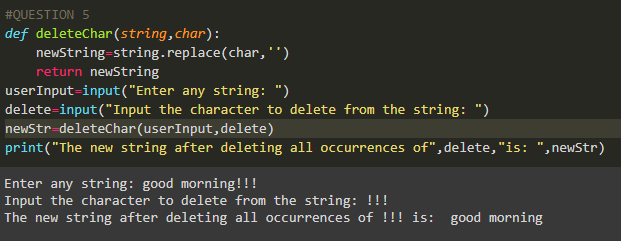 #QUESTION 5
def deleteChar(string,char):
    newString=string.replace(char,'')
    return newString
userInput=input("Enter any string: ")
delete=input("Input the character to delete from the string: ")
newStr=deleteChar(userInput,delete)
print("The new string after deleting all occurrences of",delete,"is: ",newStr)
Enter any string: good morning!!!
Input the character to delete from the string: !!!
The new string after deleting all occurrences of !!! is:  good morning